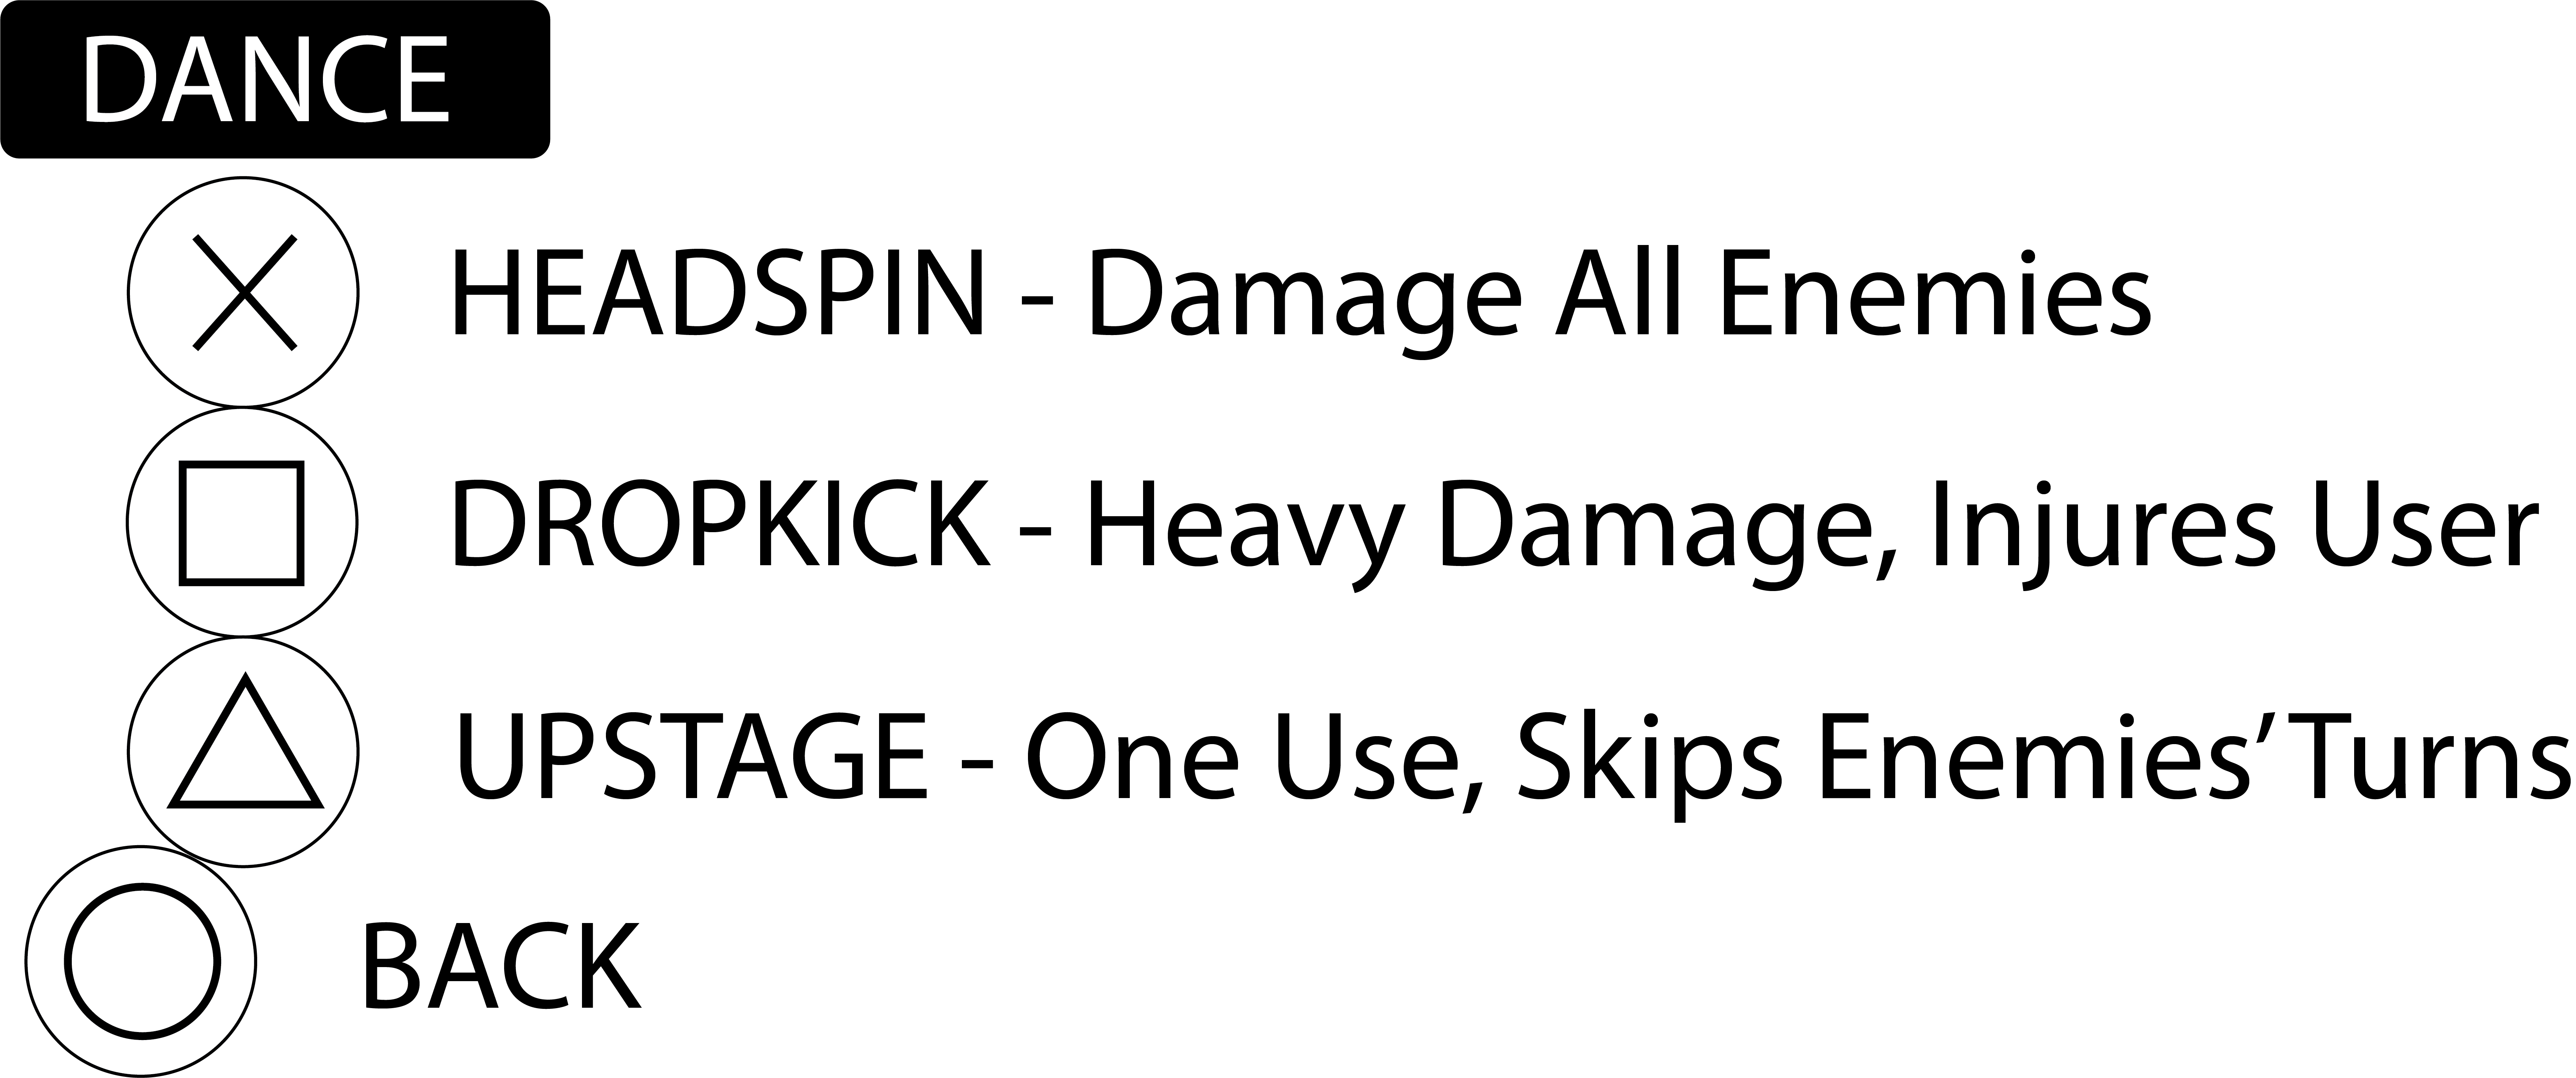 DANCE
HEADSPIN - Damage All Enemies
DROPKICK - Heavy Damage, Injures User
UPSTAGE - One Use, Skips Enemies’ Turns
BACK